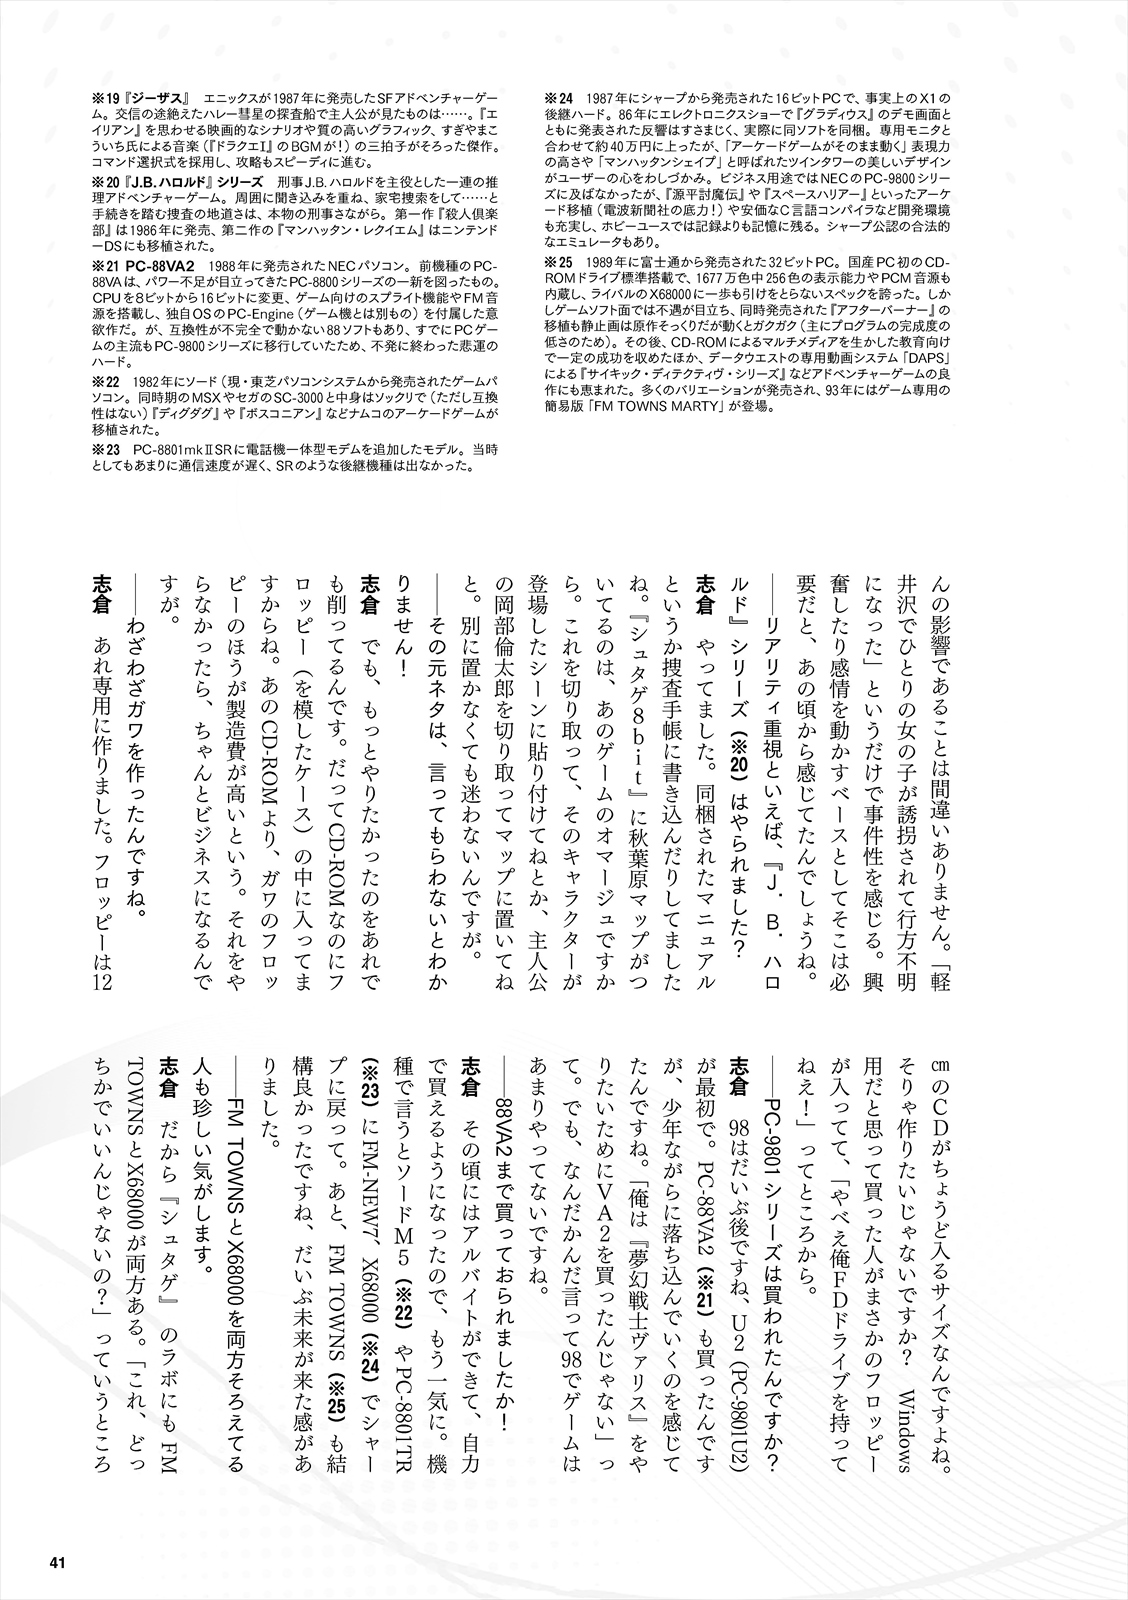 ※19『ジーザス』　エニックスが1987年に発売したSFアドベンチャーゲー
ム。交信の途絶えたハレー彗星の探査船で主人公が見たものは……。『エ
イリアン』を思わせる映画的なシナリオや質の高いグラフィック、すぎやまこ
ういち氏による音楽（『ドラクエI』のBGMが！）の三拍子がそろった傑作。
コマンド選択式を採用し、攻略もスピーディに進む。
※20『J.B.ハロルド』シリーズ　刑事J.B.ハロルドを主役とした一連の推
理アドベンチャーゲーム。周囲に聞き込みを重ね、家宅捜索をして……と
手続きを踏む捜査の地道さは、本物の刑事さながら。第一作『殺人倶楽
部』は1986年に発売、第二作の『マンハッタン・レクイエム』はニンテンド
ーDSにも移植された。
※21 PC-88VA2　1988年に発売されたNECパソコン。前機種のPC-
88VAは、パワー不足が目立ってきたPC-8800シリーズの一新を図ったもの。
CPUを8ビットから16ビットに変更、ゲーム向けのスプライト機能やFM音
源を搭載し、独自OSのPC-Engine（ゲーム機とは別もの）を付属した意
欲作だ。が、互換性が不完全で動かない88ソフトもあり、すでにPCゲー
ムの主流もPC-9800シリーズに移行していたため、不発に終わった悲運の
ハード。
※22　1982年にソード（現・東芝パソコンシステムから発売されたゲームパ
ソコン。同時期のMSXやセガのSC-3000と中身はソックリで（ただし互換
性はない）『ディグダグ』や『ボスコニアン』などナムコのアーケードゲームが
移植された。
※23　PC-8801mkⅡSRに電話機一体型モデムを追加したモデル。当時
としてもあまりに通信速度が遅く、SRのような後継機種は出なかった。
※24　1987年にシャープから発売された16ビットPCで、事実上のX1の
後継ハード。86年にエレクトロニクスショーで『グラディウス』のデモ画面と
ともに発表された反響はすさまじく、実際に同ソフトを同梱。専用モニタと
合わせて約40万円に上ったが、「アーケードゲームがそのまま動く」表現力
の高さや「マンハッタンシェイプ」と呼ばれたツインタワーの美しいデザイン
がユーザーの心をわしづかみ。ビジネス用途ではNECのPC-9800シリー
ズに及ばなかったが、『源平討魔伝』や『スペースハリアー』といったアーケ
ード移植（電波新聞社の底力！）や安価なC言語コンパイラなど開発環境
も充実し、ホビーユースでは記録よりも記憶に残る。シャープ公認の合法的
なエミュレータもあり。
※25　1989年に富士通から発売された32ビットPC。国産PC初のCD-
ROMドライブ標準搭載で、1677万色中256色の表示能力やPCM音源も
内蔵し、ライバルのX68000に一歩も引けをとらないスペックを誇った。しか
しゲームソフト面では不遇が目立ち、同時発売された『アフターバーナー』の
移植も静止画は原作そっくりだが動くとガクガク（主にプログラムの完成度の
低さのため）。その後、CD-ROMによるマルチメディアを生かした教育向け
で一定の成功を収めたほか、データウエストの専用動画システム「DAPS」
による『サイキック・ディテクティヴ・シリーズ』などアドベンチャーゲームの良
作にも恵まれた。多くのバリエーションが発売され、93年にはゲーム専用の
簡易版「FM TOWNS MARTY」が登場。
んの影響であることは間違いありません。「軽
井沢でひとりの女の子が誘拐されて行方不明
になった」というだけで事件性を感じる。興
奮したり感情を動かすベースとしてそこは必
要だと、あの頃から感じてたんでしょうね。
――リアリティ重視といえば、『J．B．ハロ
ルド』シリーズ（※20）はやられました？
志倉　やってました。同梱されたマニュアル
というか捜査手帳に書き込んだりしてました
ね。『シュタゲ8bit』に秋葉原マップがつ
いてるのは、あのゲームのオマージュですか
ら。これを切り取って、そのキャラクターが
登場したシーンに貼り付けてねとか、主人公
の岡部倫太郎を切り取ってマップに置いてね
と。別に置かなくても迷わないんですが。
――その元ネタは、言ってもらわないとわか
りません！
志倉　でも、もっとやりたかったのをあれで
も削ってるんです。だってCD-ROMなのにフ
ロッピー（を模したケース）の中に入ってま
すからね。あのCD-ROMより、ガワのフロッ
ピーのほうが製造費が高いという。それをや
らなかったら、ちゃんとビジネスになるんで
すが。
――わざわざガワを作ったんですね。
志倉　あれ専用に作りました。フロッピーは12
㎝のCDがちょうど入るサイズなんですよね。
そりゃ作りたいじゃないですか？　Windows
用だと思って買った人がまさかのフロッピー
が入ってて、「やべえ俺FDドライブを持って
ねえ！」ってところから。
――PC-9801シリーズは買われたんですか？
志倉　98はだいぶ後ですね、U2（PC-9801U2）
が最初で。PC-88VA2（※21）も買ったんです
が、少年ながらに落ち込んでいくのを感じて
たんですね。「俺は『夢幻戦士ヴァリス』をや
りたいためにVA2を買ったんじゃない」っ
て。でも、なんだかんだ言って98でゲームは
あまりやってないですね。
――88VA2まで買っておられましたか！
志倉　その頃にはアルバイトができて、自力
で買えるようになったので、もう一気に。機
種で言うとソードM5（※22）やPC-8801TR
（※23）にFM-NEW7、X68000（※24）でシャー
プに戻って。あと、FM TOWNS（※25）も結
構良かったですね、だいぶ未来が来た感があ
りました。
――FM TOWNSとX68000を両方そろえてる
人も珍しい気がします。
志倉　だから『シュタゲ』のラボにもFM
TOWNSとX68000が両方ある。「これ、どっ
ちかでいいんじゃないの？」っていうところ
41